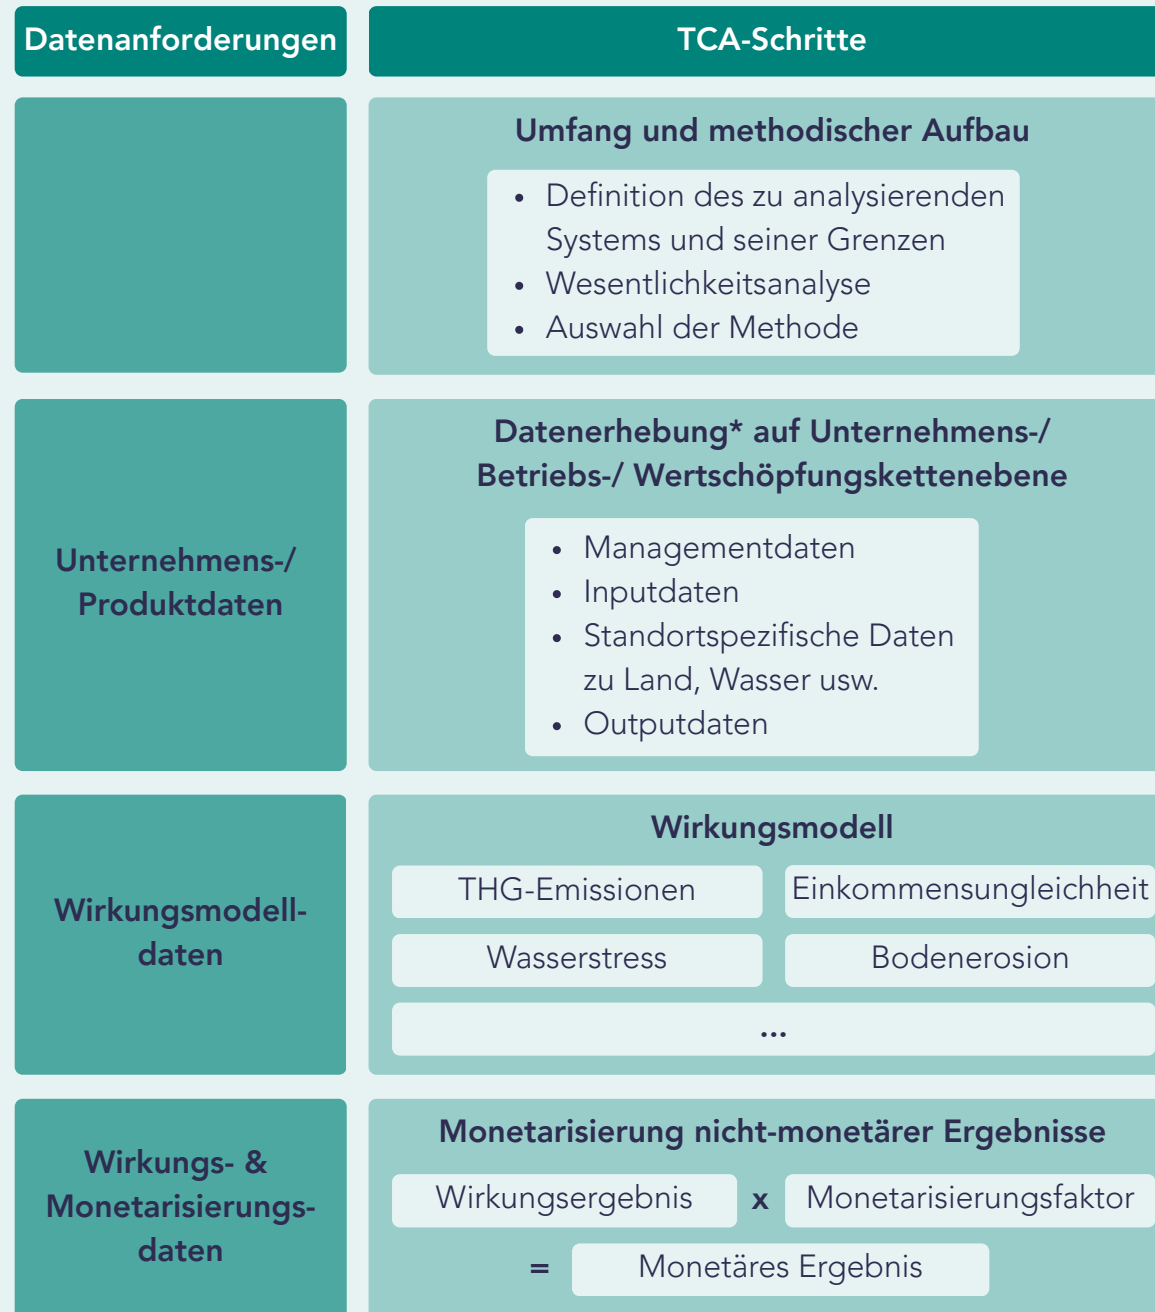 Datenanforderungen
TCA-Schritte
Umfang und methodischer Aufbau
• Definition des zu analysierenden
Systems und seiner Grenzen
• Wesentlichkeitsanalyse
• Auswahl der Methode
Unternehmens-/
Produktdaten
Datenerhebung* auf Unternehmens-/
Betriebs-/ Wertschöpfungskettenebene
• Managementdaten
• Inputdaten
• Standortspezifische Daten
zu Land, Wasser usw.
• Outputdaten
Wirkungsmodell-
daten
Wirkungsmodell
THG-Emissionen
Einkommensungleichheit
Wasserstress
Bodenerosion
...
Wirkungs- &
Monetarisierungs-
daten
Monetarisierung nicht-monetärer Ergebnisse
Wirkungsergebnis x Monetarisierungsfaktor
= Monetäres Ergebnis